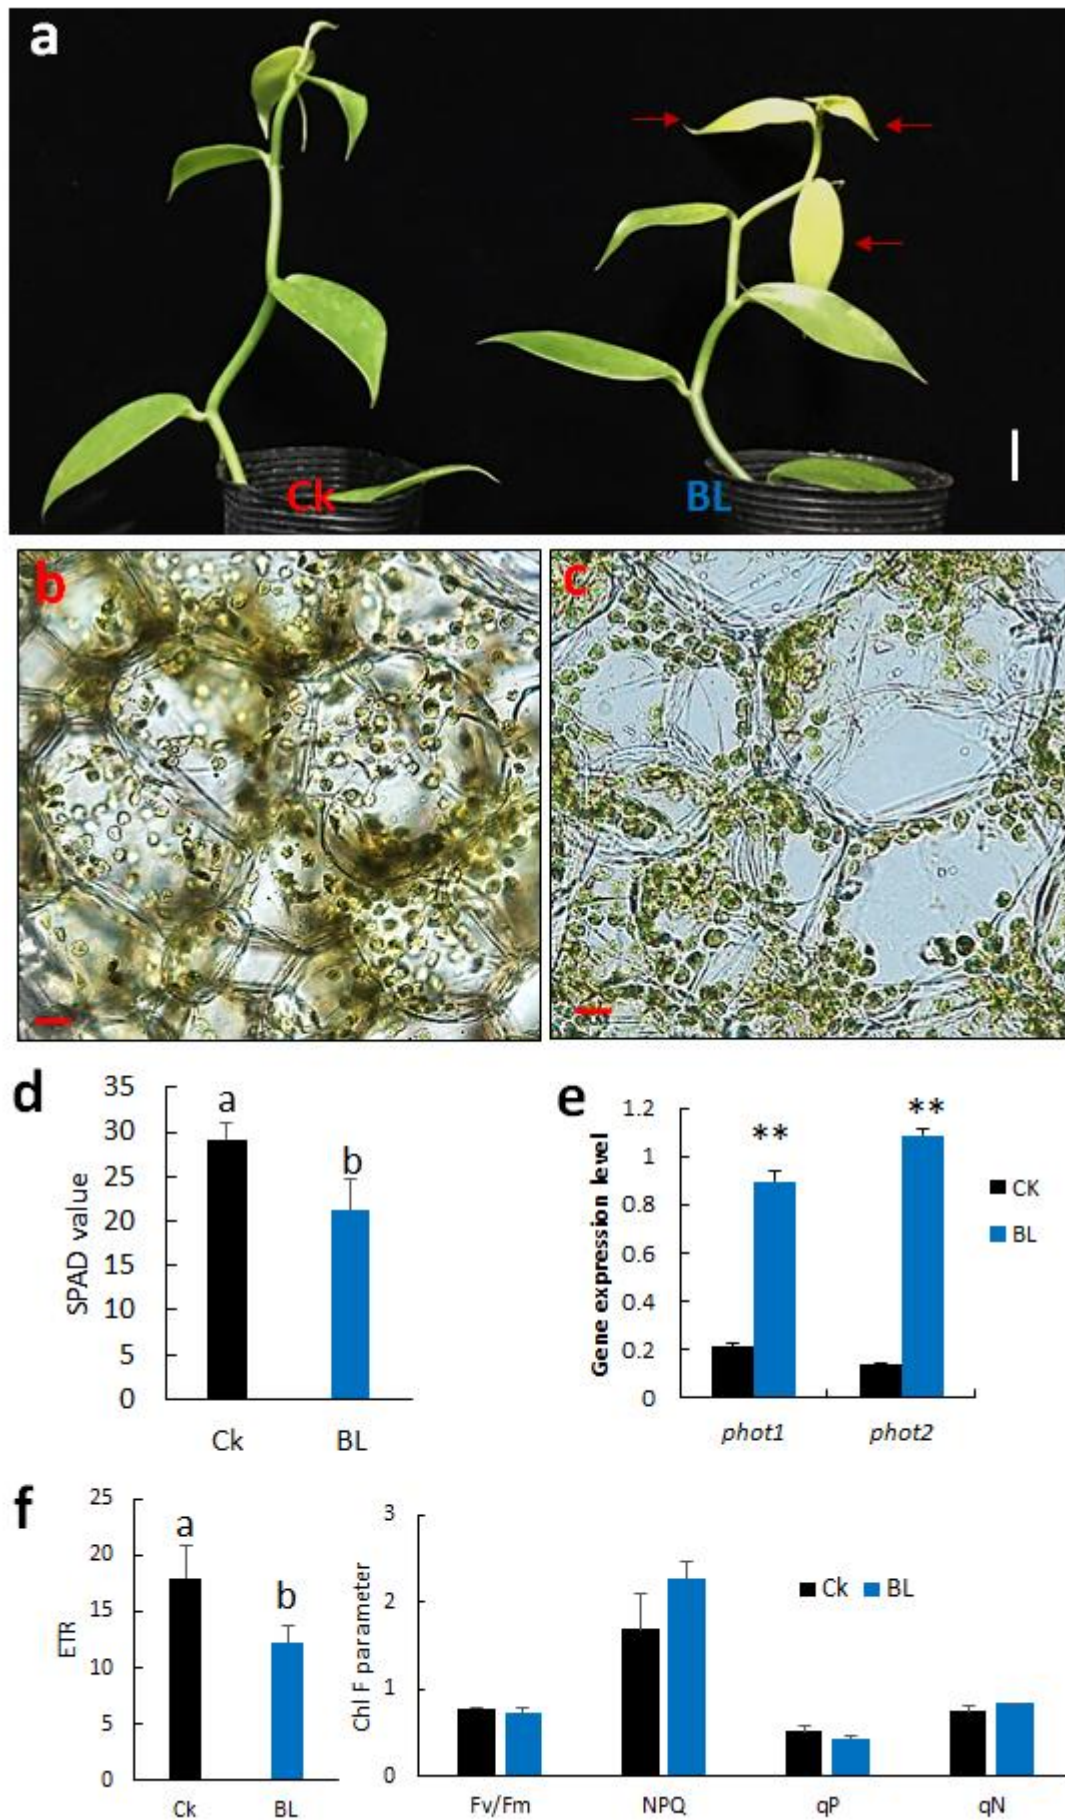 a
Ck
BL
b
c
d
35
30
25
20
15
10
5
0
SPAD value
a
b
Ck
BL
e
1.2
1
0.8
0.6
0.4
0.2
0
Gene expression level
**
**
phot1
phot2
CK
BL
f
25
20
15
10
5
0
ETR
a
b
Ck
BL
3
2
1
0
Chl F parameter
Ck
BL
Fv/Fm
NPQ
qP
qN